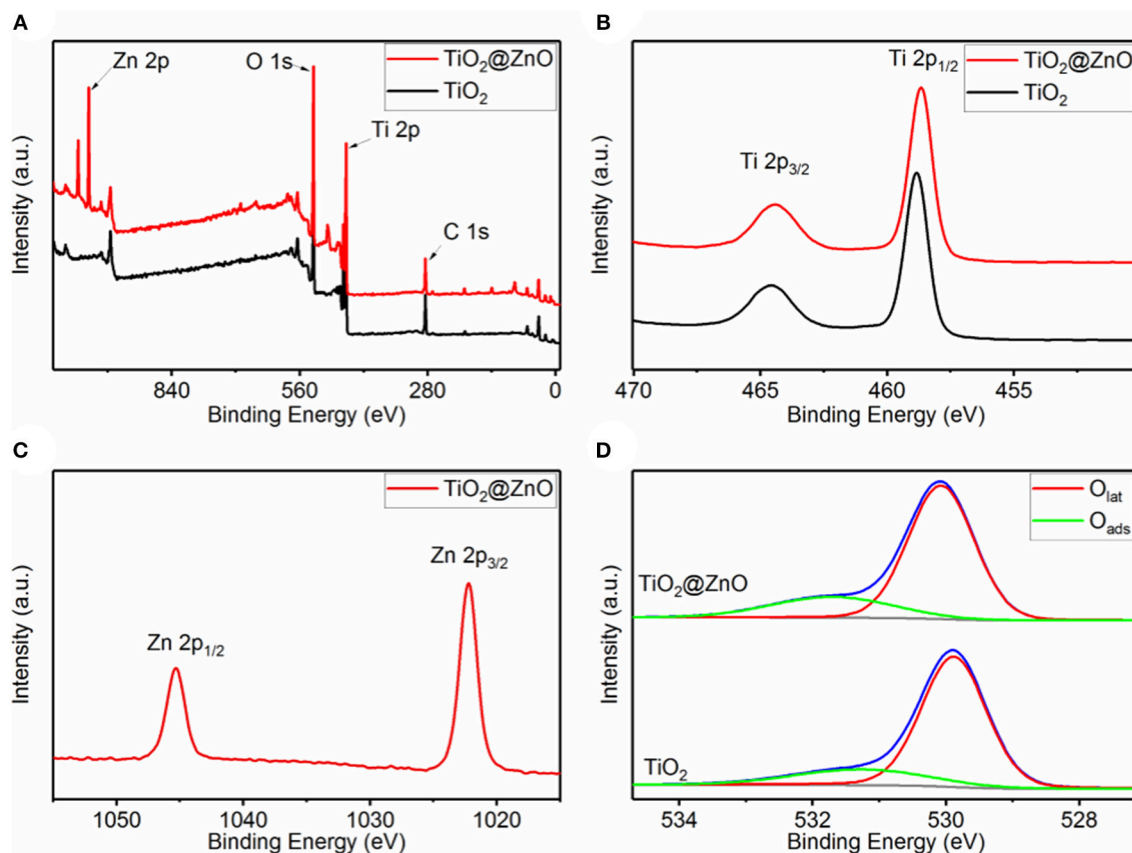 A
Zn 2p
O 1s
Ti 2p
C 1s
TiO₂@ZnO
TiO₂
Intensity (a.u.)
840 560 280 0
Binding Energy (eV)
B
Ti 2p₁/₂
Ti 2p₃/₂
TiO₂@ZnO
TiO₂
Intensity (a.u.)
470 465 460 455
Binding Energy (eV)
C
TiO₂@ZnO
Zn 2p₃/₂
Zn 2p₁/₂
Intensity (a.u.)
1050 1040 1030 1020
Binding Energy (eV)
D
O_lat
O_ads
TiO₂@ZnO
TiO₂
Intensity (a.u.)
534 532 530 528
Binding Energy (eV)